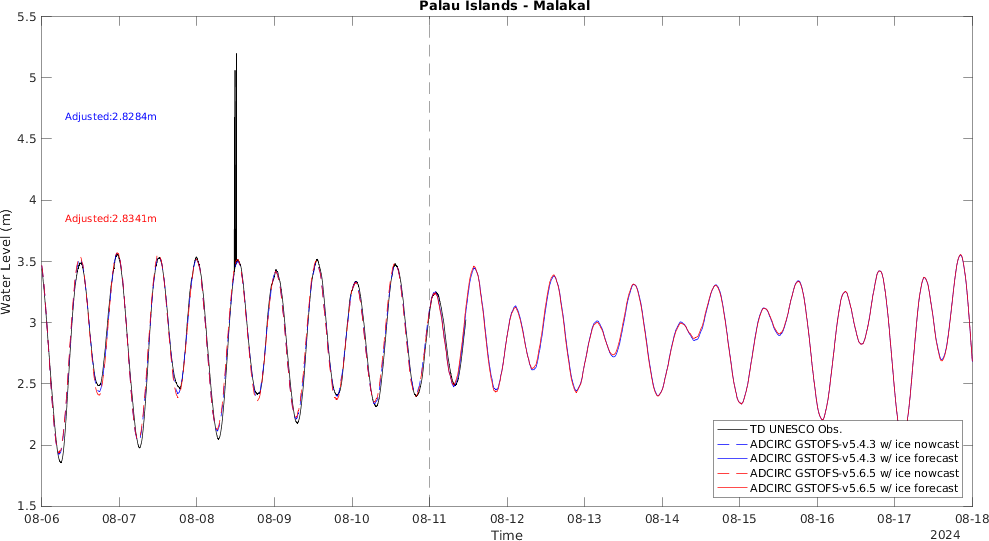 Palau Islands - Malakal
5.5
5
4.5
4
3.5
3
2.5
2
1.5
Water Level (m)
Adjusted:2.8284m
Adjusted:2.8341m
TD UNESCO Obs.
ADCIRC GSTOFS-v5.4.3 w/ ice nowcast
ADCIRC GSTOFS-v5.4.3 w/ ice forecast
ADCIRC GSTOFS-v5.6.5 w/ ice nowcast
ADCIRC GSTOFS-v5.6.5 w/ ice forecast
08-06 08-07 08-08 08-09 08-10 08-11 08-12 08-13 08-14 08-15 08-16 08-17 08-18
Time
2024